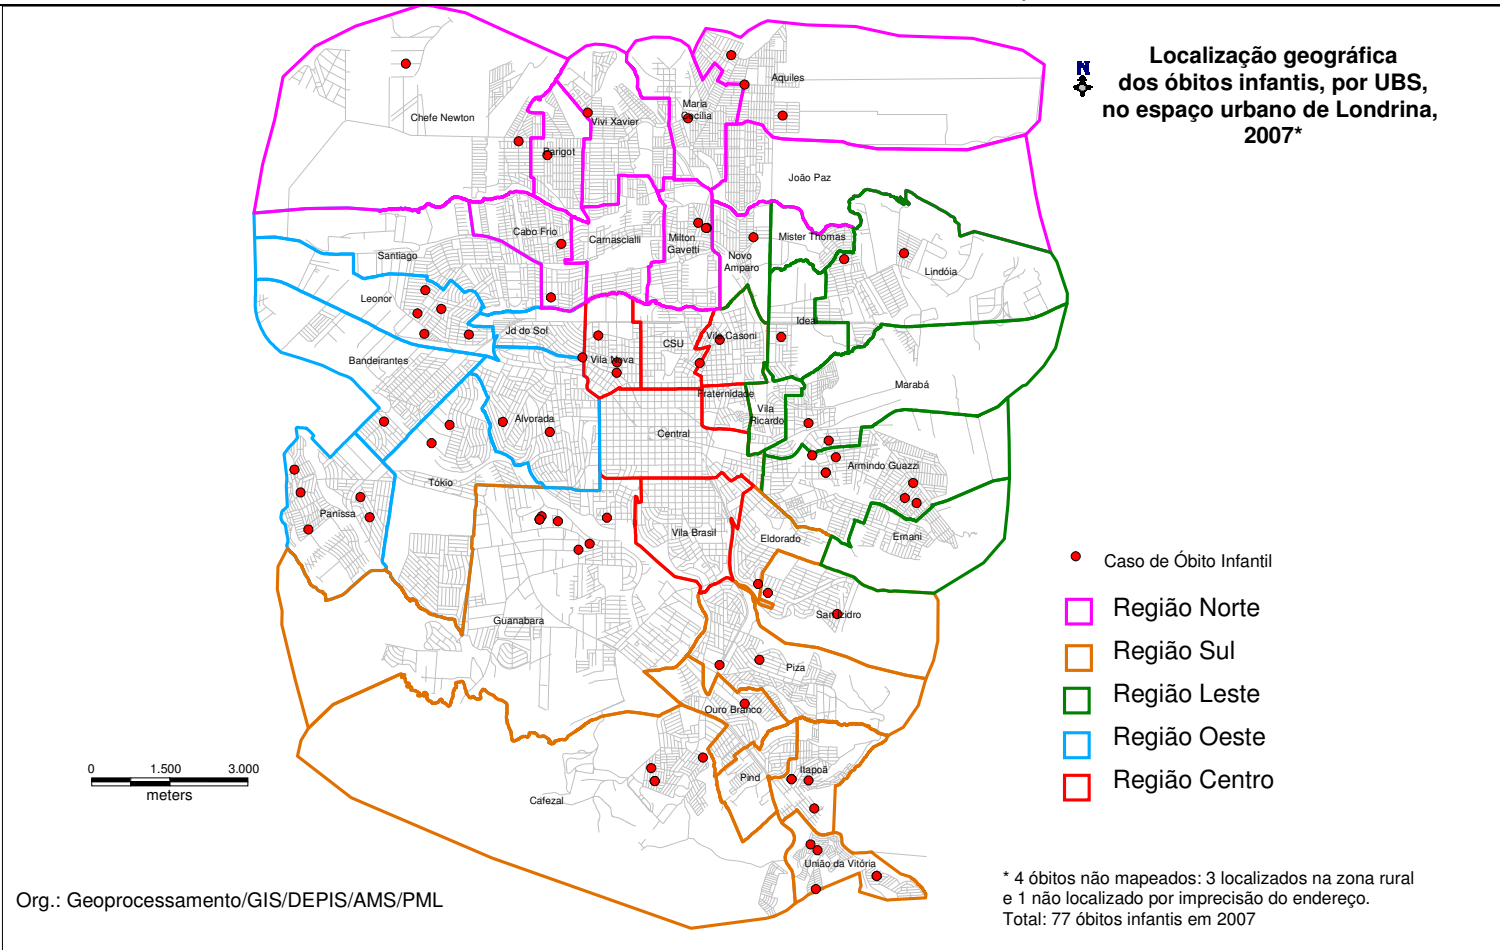 Localização geográfica
dos óbitos infantis, por UBS,
no espaço urbano de Londrina,
2007*
N
Aquiles
Chefe Newton
Maria
Cecília
Vivi Xavier
Parigot
João Paz
Cabo Frio
Carnascialli
Milton
Gavetti
Mister Thomas
Novo
Amparo
Santiago
Lindóia
Leonor
Jd do Sol
Ideal
Vila Casoni
CSU
Vila Nova
Bandeirantes
Marabá
Fraternidade
Vila
Ricardo
Alvorada
Central
Armindo Guazzi
Tókio
Panissa
Vila Brasil
Eldorado
Ernani
San Izidro
Guanabara
Piza
Ouro Branco
Itapoã
Pind
Cafezal
União da Vitória
Caso de Óbito Infantil
Região Norte
Região Sul
Região Leste
Região Oeste
Região Centro
0 1.500 3.000
meters
Org.: Geoprocessamento/GIS/DEPIS/AMS/PML
* 4 óbitos não mapeados: 3 localizados na zona rural
e 1 não localizado por imprecisão do endereço.
Total: 77 óbitos infantis em 2007